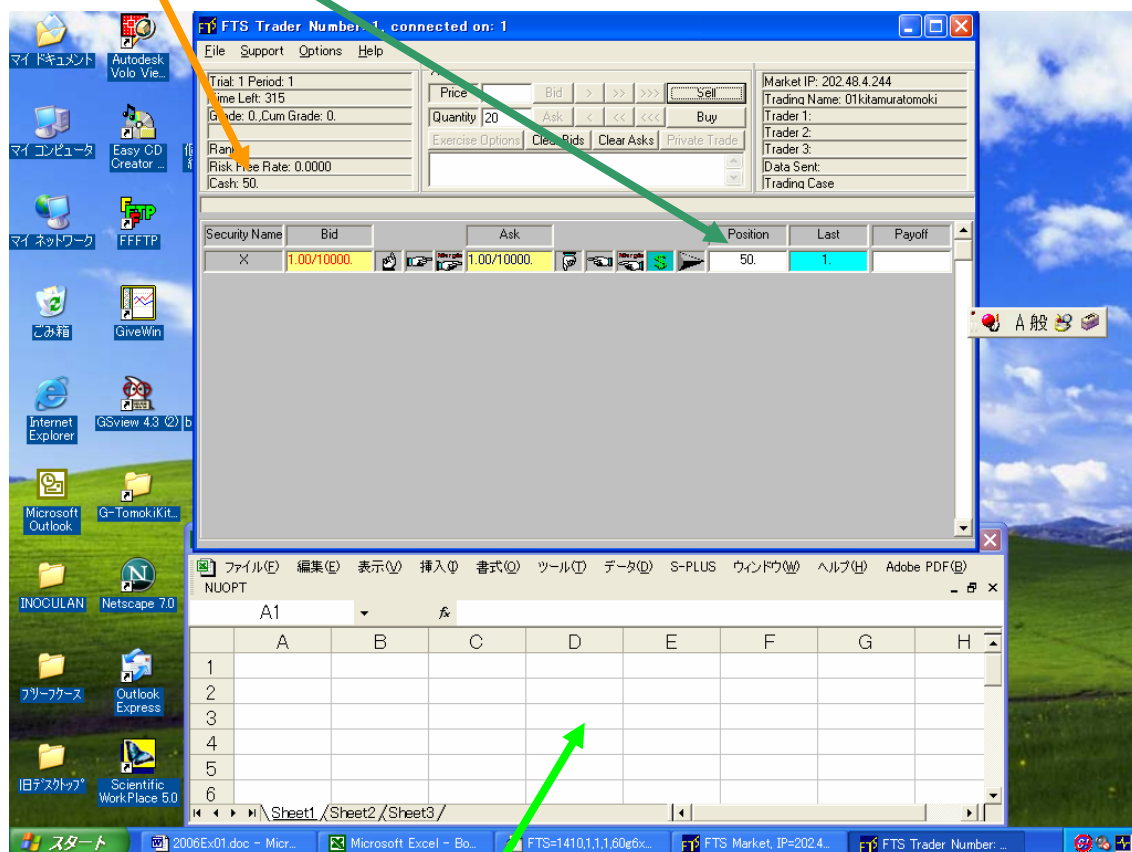 FTS Trader Number: 1, connected on: 1
File Support Options Help
Trial: 1 Period: 1
Time Left: 315
Grade: 0.,Cum Grade: 0.
Risk Free Rate: 0.0000
Cash: 50.
Price Bid > >> >>> Sell
Quantity 20 Ask < << <<< Buy
Exercise Options Clear Bids Clear Asks Private Trade
Market IP: 202.48.4.244
Trading Name: 01kitamuratomoki
Trader 1:
Trader 2:
Trader 3:
Data Sent:
Trading Case
Security Name Bid Ask Position Last Payoff
X 1.00/10000. 1.00/10000. $ 50. 1.
A 般
マイ ドキュメント
Autodesk
Volo Vie...
マイ コンピュータ
Easy CD
Creator ...
マイ ネットワーク
FFFTP
ごみ箱
GiveWin
Internet
Explorer
GSview 4.3 (2)
Microsoft
Outlook
G-TomokiKit...
INOCULAN
Netscape 7.0
フリーフケース
Outlook
Express
旧デスクトップ
Scientific
WorkPlace 5.0
ファイル(F) 編集(E) 表示(V) 挿入(I) 書式(O) ツール(T) データ(D) S-PLUS ウィンドウ(W) ヘルプ(H) Adobe PDF(B)
NUOPT
A1 fx
A B C D E F G H
1
2
3
4
5
6
Sheet1 / Sheet2 / Sheet3 /
スタート 2006Ex01.doc - Micr... Microsoft Excel - Bo... FTS=1410,1,1,1,60g6x... FTS Market, IP=202.4... FTS Trader Number: ...